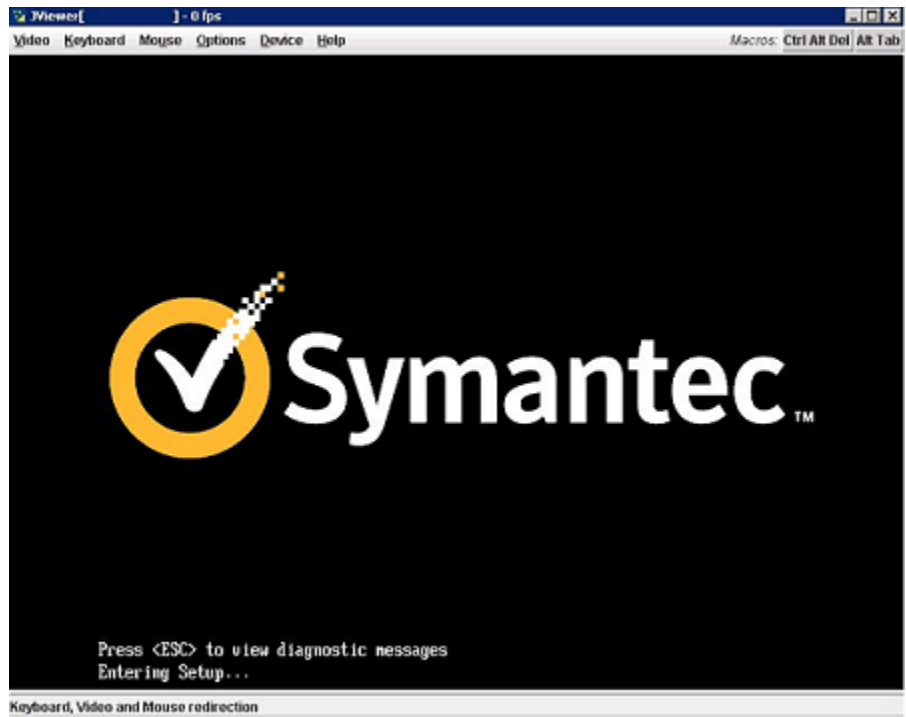 JViewer[ ] - 0 fps
Video Keyboard Mouse Options Device Help Macros: Ctrl Alt Del Alt Tab
Symantec™
Press <ESC> to view diagnostic messages
Entering Setup...
Keyboard, Video and Mouse redirection